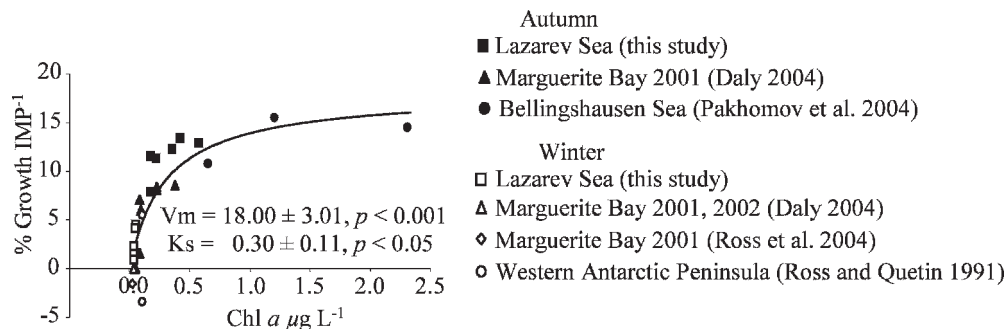 Autumn
■ Lazarev Sea (this study)
▲ Marguerite Bay 2001 (Daly 2004)
● Bellingshausen Sea (Pakhomov et al. 2004)
Winter
□ Lazarev Sea (this study)
△ Marguerite Bay 2001, 2002 (Daly 2004)
◇ Marguerite Bay 2001 (Ross et al. 2004)
○ Western Antarctic Peninsula (Ross and Quetin 1991)
% Growth IMP⁻¹
20
15
10
5
0
-5
Vm = 18.00 ± 3.01, p < 0.001
Ks = 0.30 ± 0.11, p < 0.05
0.0 0.5 1.0 1.5 2.0 2.5
Chl a µg L⁻¹